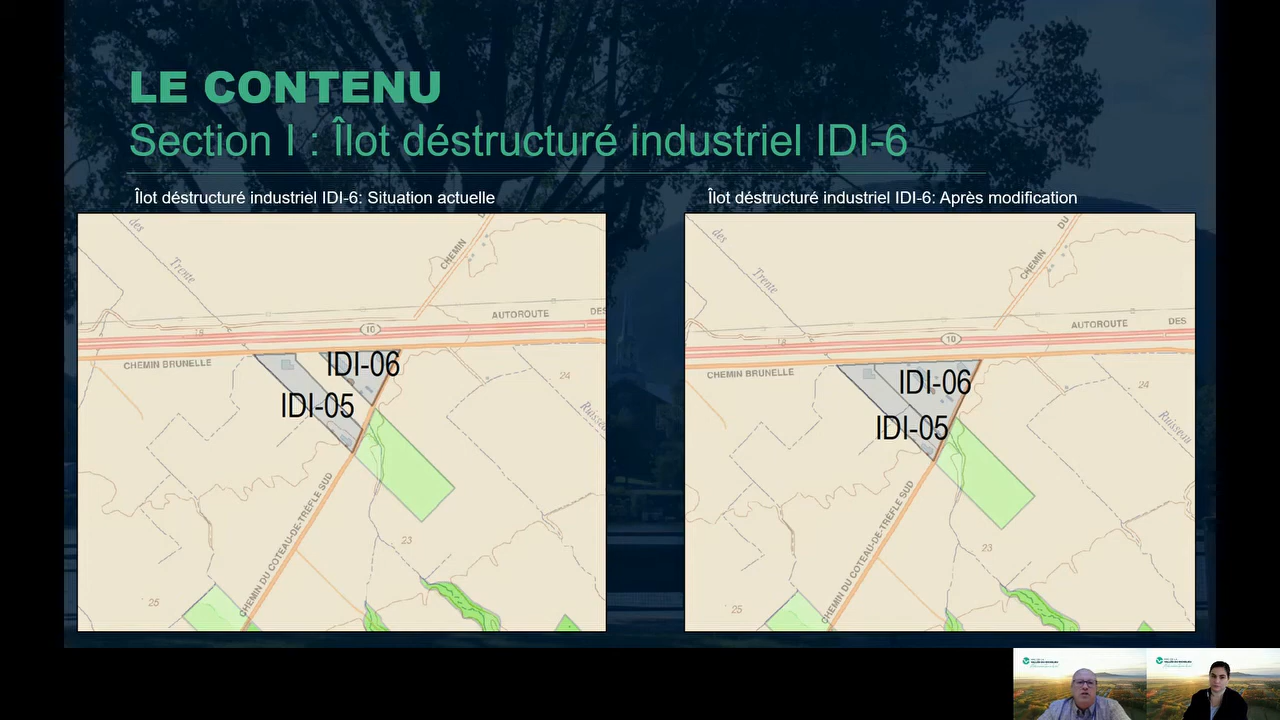 LE CONTENU
Section I : Îlot déstructuré industriel IDI-6
Îlot déstructuré industriel IDI-6: Situation actuelle
des
Trente
CHEMIN
18
10
AUTOROUTE
DES
CHEMIN BRUNELLE
IDI-06
IDI-05
24
Ruisseau
CHEMIN DU COTEAU-DE-TRÈFLE SUD
23
25
Îlot déstructuré industriel IDI-6: Après modification
des
Trente
CHEMIN
DU
18
10
AUTOROUTE
DES
CHEMIN BRUNELLE
IDI-06
IDI-05
24
Ruisseau
CHEMIN DU COTEAU-DE-TRÈFLE SUD
23
25